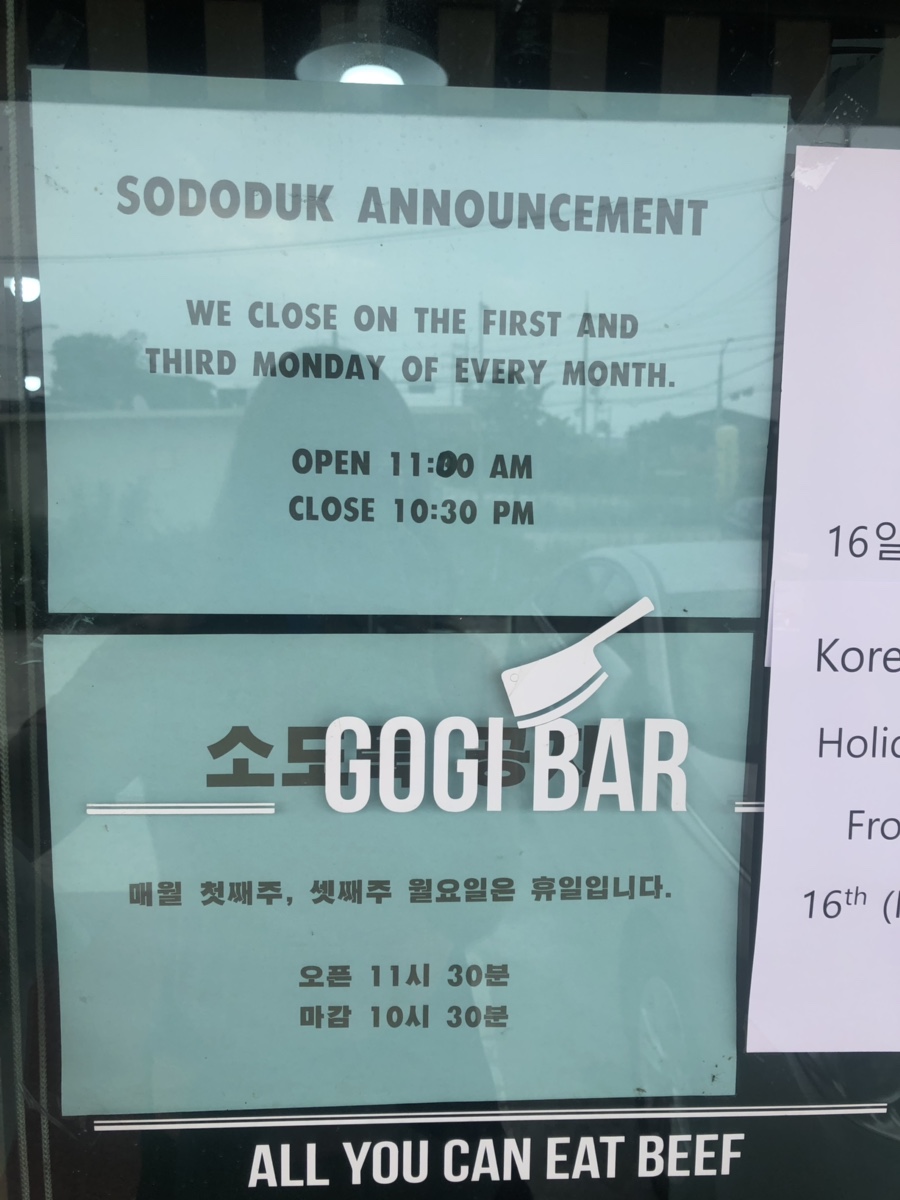 SODODUK ANNOUNCEMENT
WE CLOSE ON THE FIRST AND
THIRD MONDAY OF EVERY MONTH.
OPEN 11:00 AM
CLOSE 10:30 PM
GOGI BAR
매월 첫째주, 셋째주 월요일은 휴일입니다.
오픈 11시 30분
마감 10시 30분
ALL YOU CAN EAT BEEF
16일
Kore
Holid
Fro
16th (